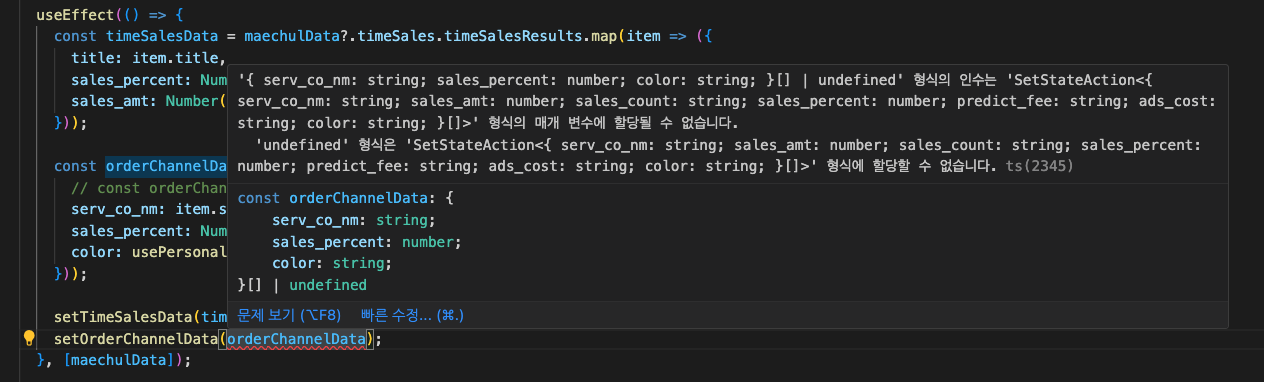 useEffect(() => {
const timeSalesData = maechulData?.timeSales.timeSalesResults.map(item => ({
title: item.title,
sales_percent: Num
sales_amt: Number(
}));
'{ serv_co_nm: string; sales_percent: number; color: string; }[] | undefined' 형식의 인수는 'SetStateAction<{
serv_co_nm: string; sales_amt: number; sales_count: string; sales_percent: number; predict_fee: string; ads_cost:
string; color: string; }[]>' 형식의 매개 변수에 할당될 수 없습니다.
'undefined' 형식은 'SetStateAction<{ serv_co_nm: string; sales_amt: number; sales_count: string; sales_percent:
number; predict_fee: string; ads_cost: string; color: string; }[]>' 형식에 할당할 수 없습니다. ts(2345)
const orderChannelDa
// const orderChan
serv_co_nm: item.s
sales_percent: Num
color: usePersonal
}));
const orderChannelData: {
serv_co_nm: string;
sales_percent: number;
color: string;
}[] | undefined
문제 보기 (⌥F8) 빠른 수정... (⌘.)
setTimeSalesData(tim
setOrderChannelData(orderChannelData);
}, [maechulData]);